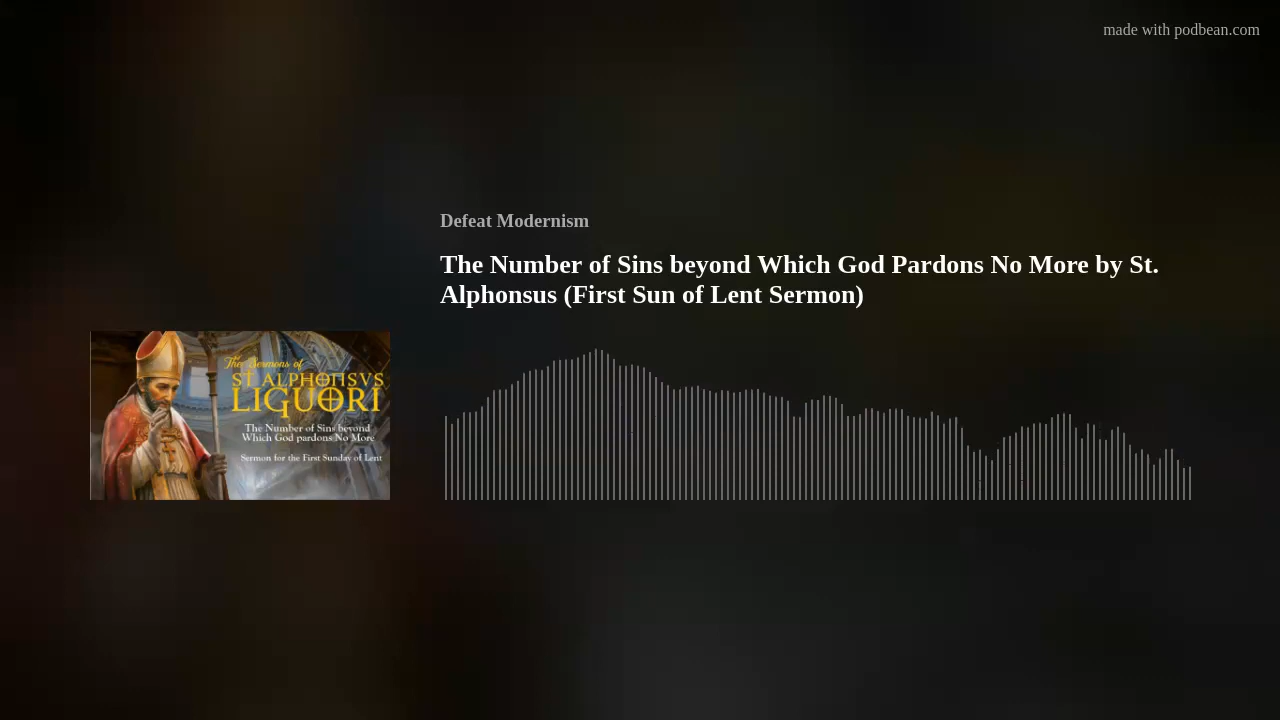 made with podbean.com
Defeat Modernism
The Number of Sins beyond Which God Pardons No More by St.
Alphonsus (First Sun of Lent Sermon)
The Sermons of
ST ALPHONSVS
LIGUORI
The Number of Sins beyond
Which God pardons No More
Sermon for the First Sunday of Lent